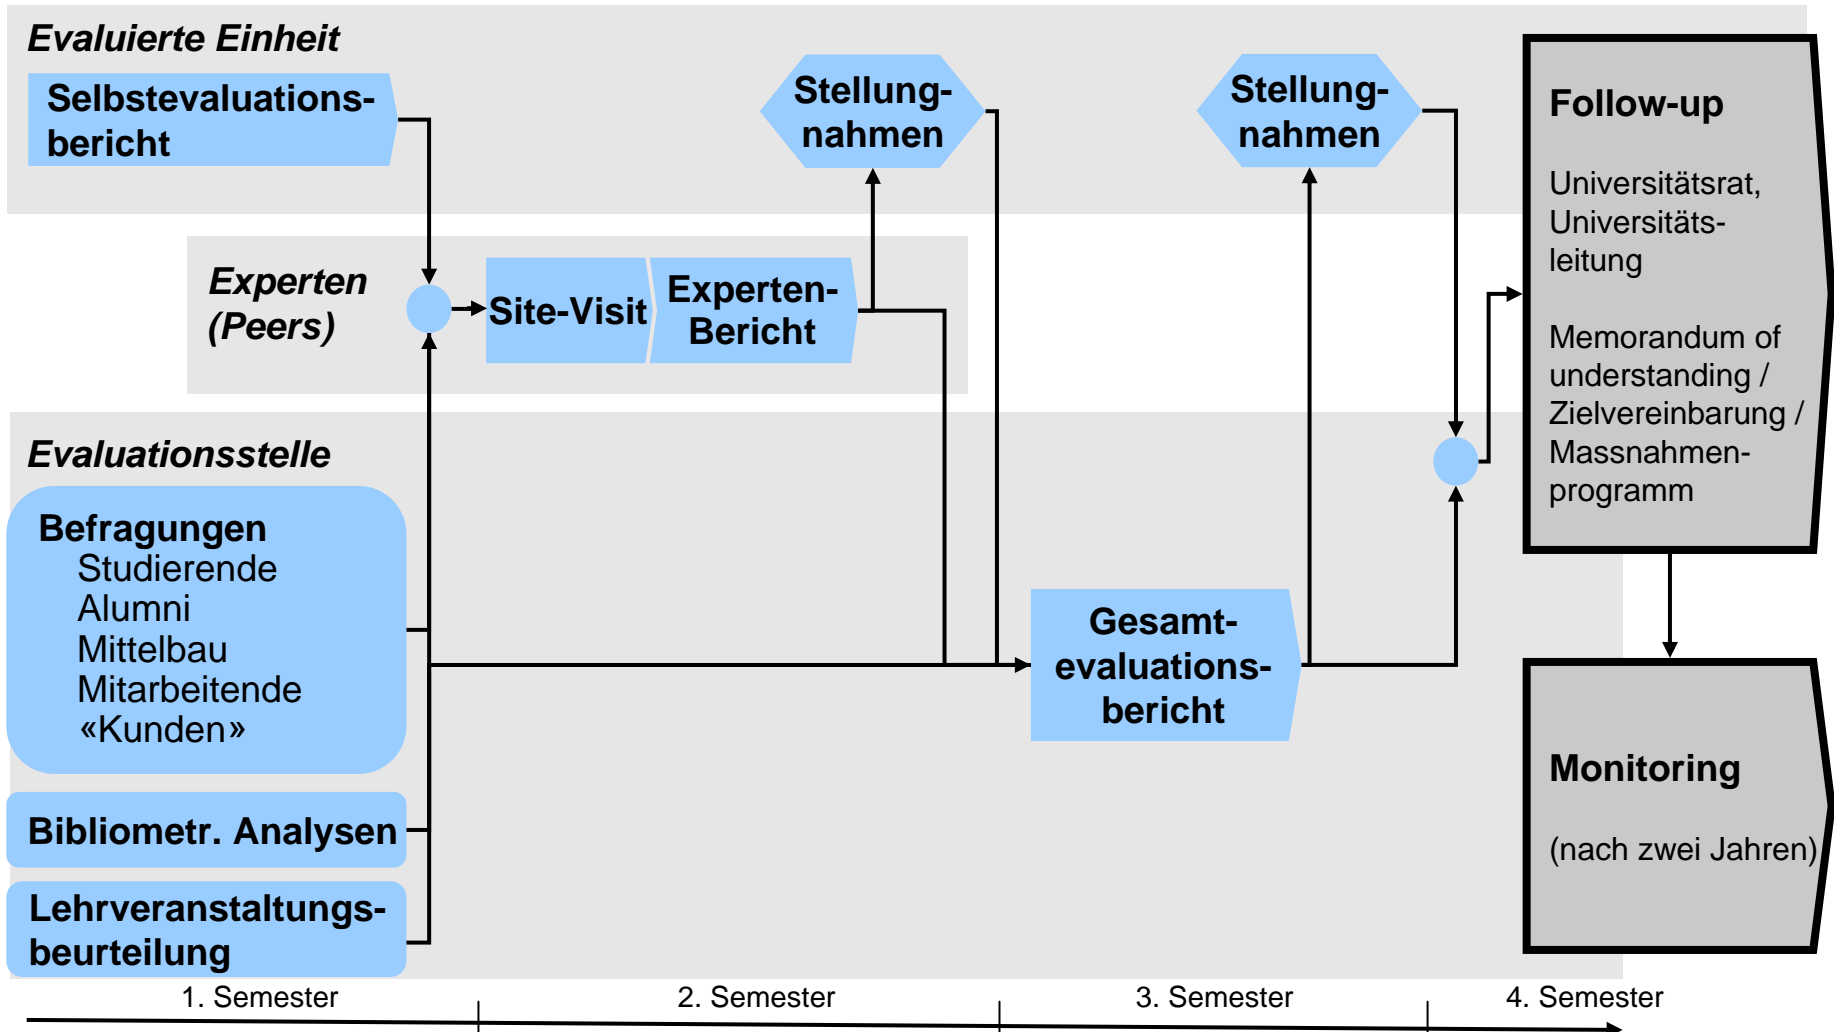 Evaluierte Einheit
Selbstevaluations-
bericht
Stellung-
nahmen
Stellung-
nahmen
Follow-up
Universitätsrat,
Universitäts-
leitung
Memorandum of
understanding /
Zielvereinbarung /
Massnahmen-
programm
Experten
(Peers)
Site-Visit
Experten-
Bericht
Evaluationsstelle
Befragungen
Studierende
Alumni
Mittelbau
Mitarbeitende
«Kunden»
Gesamt-
evaluations-
bericht
Bibliometr. Analysen
Lehrveranstaltungs-
beurteilung
Monitoring
(nach zwei Jahren)
1. Semester
2. Semester
3. Semester
4. Semester